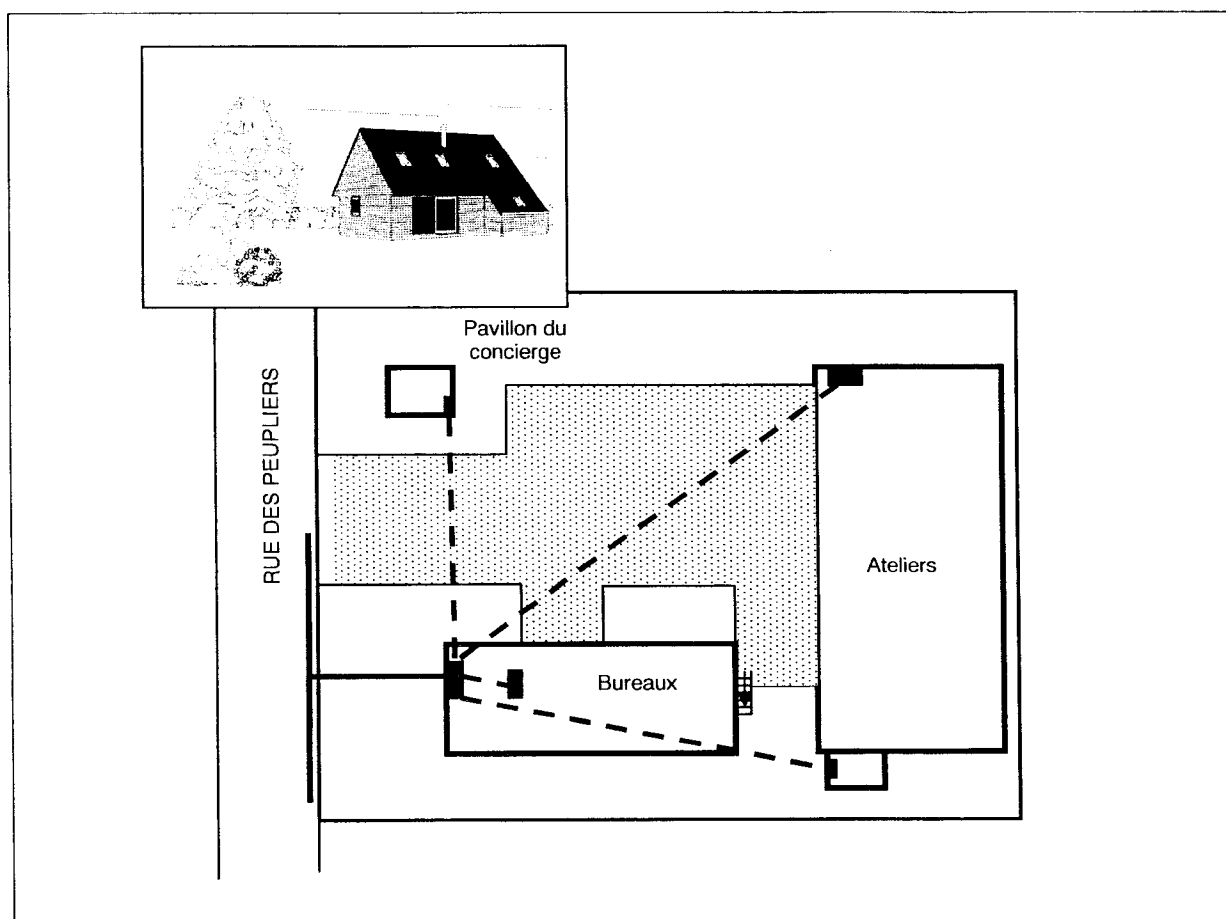 Pavillon du
concierge
RUE DES PEUPLIERS
Ateliers
Bureaux